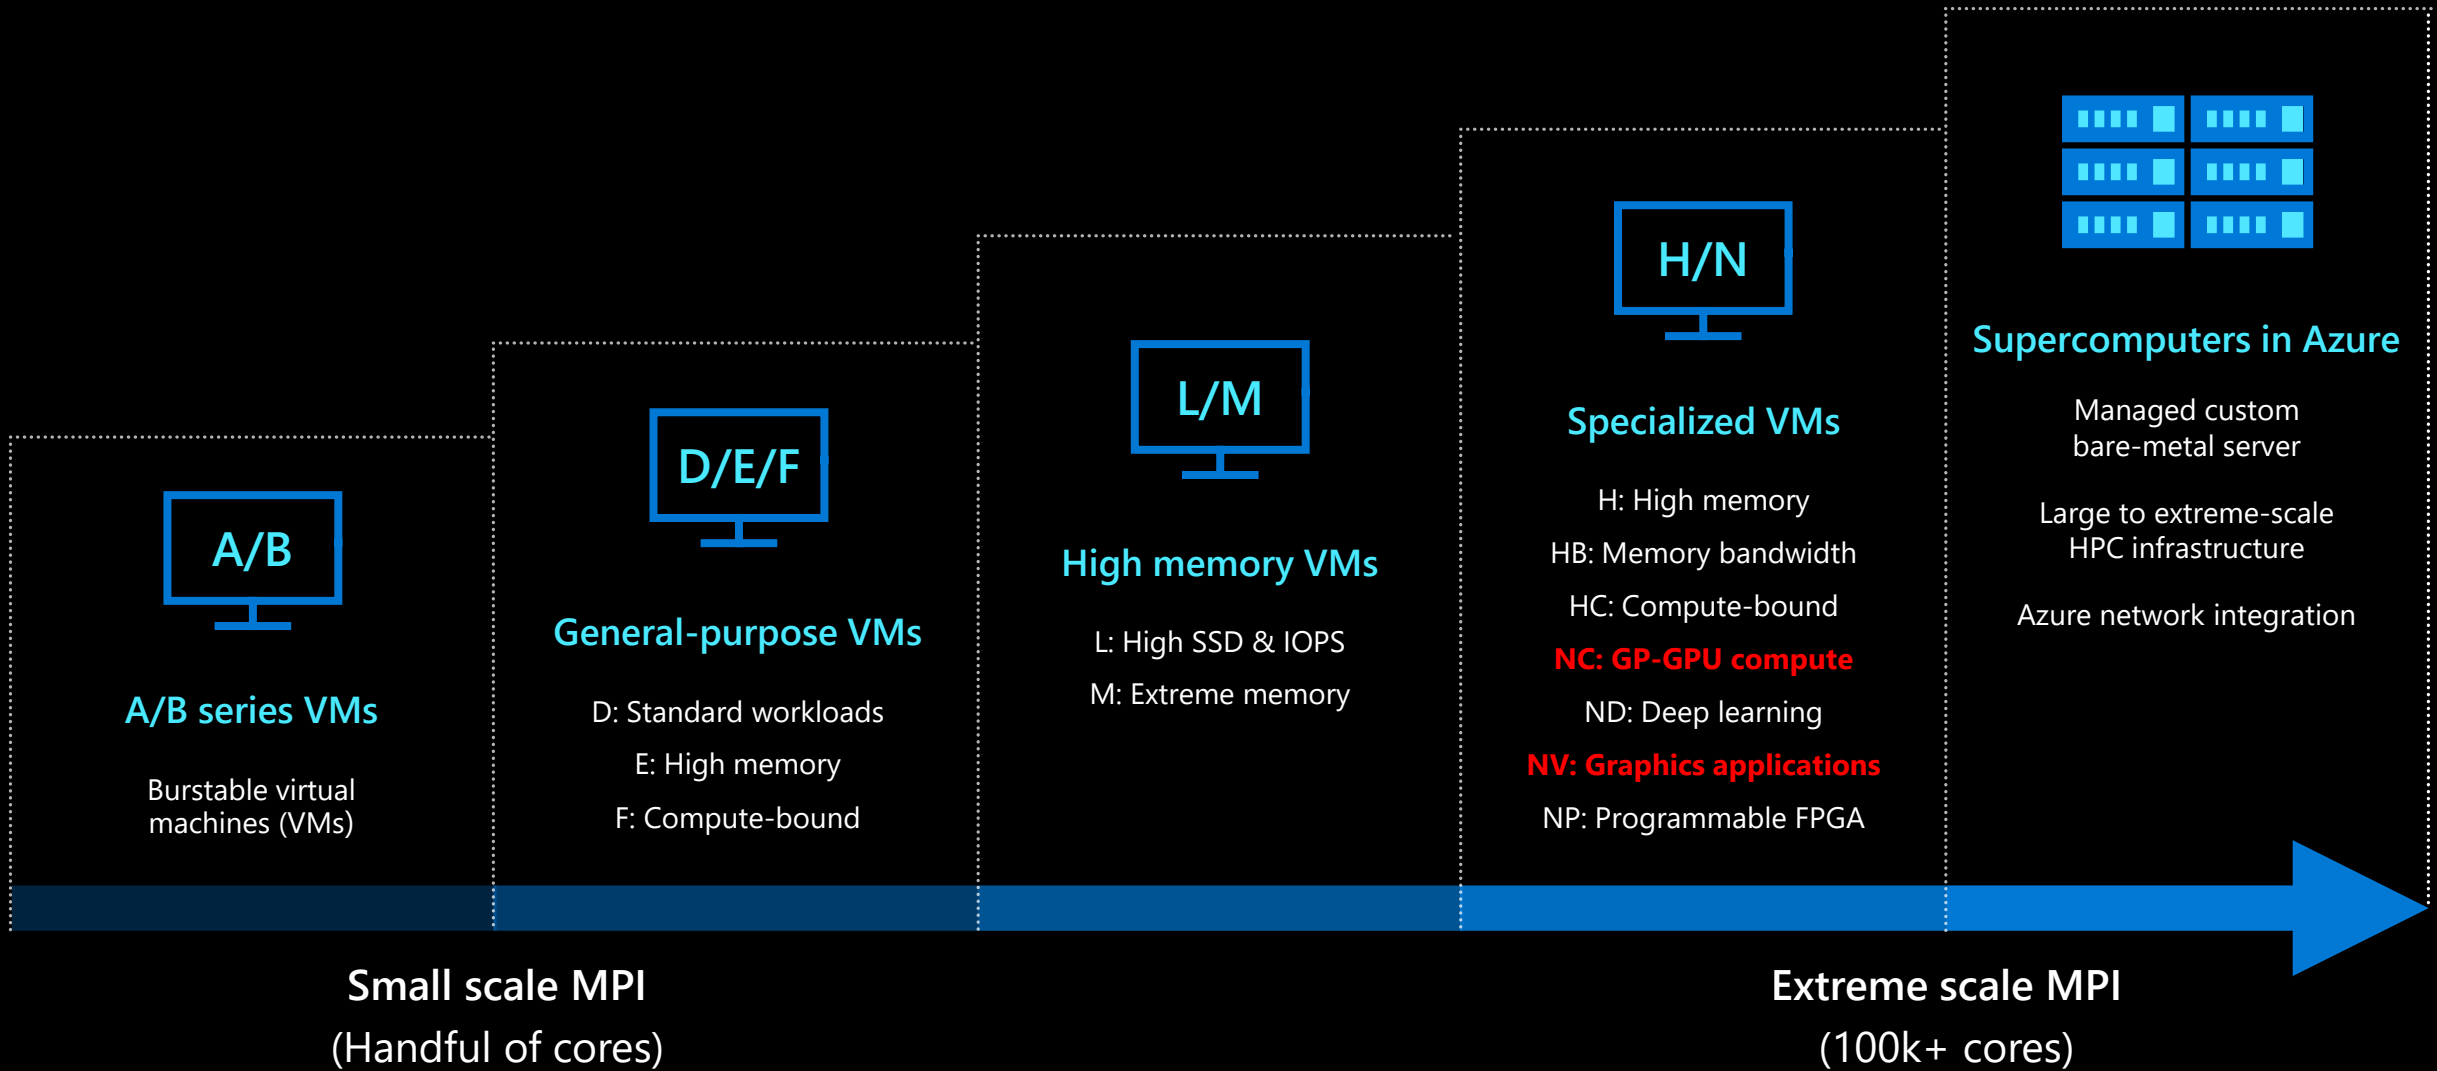 A/B
A/B series VMs
Burstable virtual
machines (VMs)
D/E/F
General-purpose VMs
D: Standard workloads
E: High memory
F: Compute-bound
L/M
High memory VMs
L: High SSD & IOPS
M: Extreme memory
H/N
Specialized VMs
H: High memory
HB: Memory bandwidth
HC: Compute-bound
NC: GP-GPU compute
ND: Deep learning
NV: Graphics applications
NP: Programmable FPGA
Supercomputers in Azure
Managed custom
bare-metal server
Large to extreme-scale
HPC infrastructure
Azure network integration
Small scale MPI
(Handful of cores)
Extreme scale MPI
(100k+ cores)